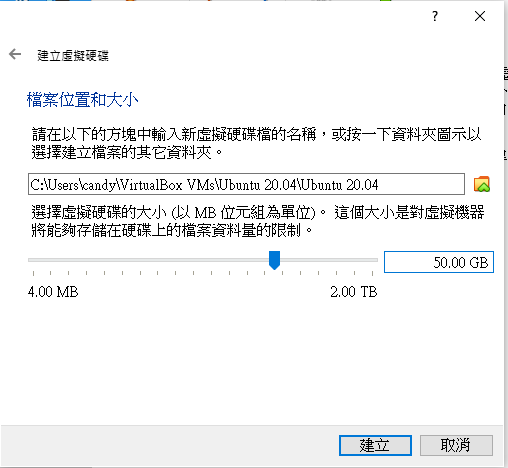 ?
建立虛擬硬碟
檔案位置和大小
請在以下的方塊中輸入新虛擬硬碟檔的名稱，或按一下資料夾圖示以
選擇建立檔案的其它資料夾。
C:\Users\candy\VirtualBox VMs\Ubuntu 20.04\Ubuntu 20.04
選擇虛擬硬碟的大小 (以 MB 位元組為單位)。 這個大小是對虛擬機器
將能夠存儲在硬碟上的檔案資料量的限制。
50.00 GB
4.00 MB 2.00 TB
建立 取消